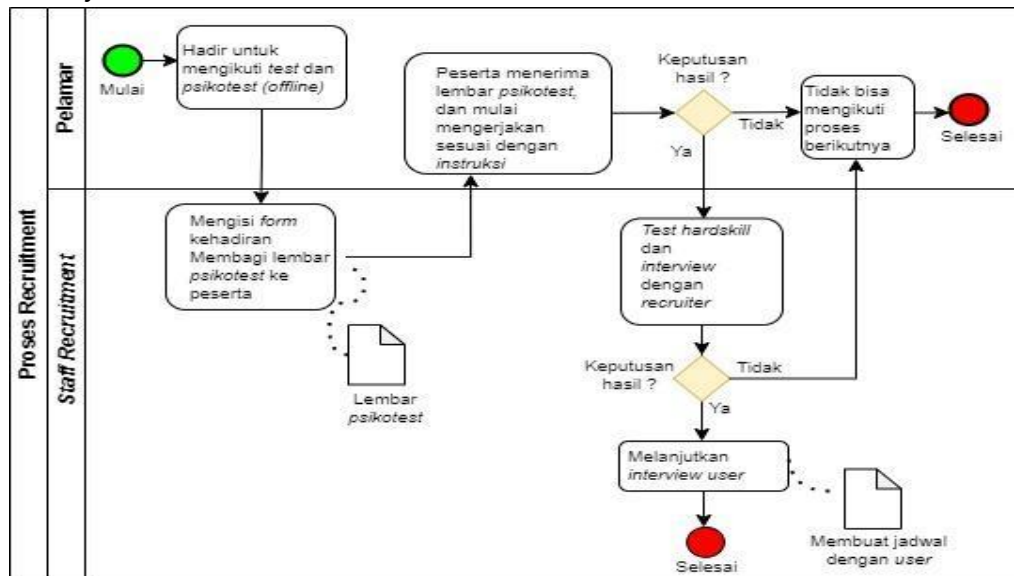 Proses Recruitment
Pelamar
Mulai
Hadir untuk
mengikuti test dan
psikotest (offline)
Peserta menerima
lembar psikotest,
dan mulai
mengerjakan
sesuai dengan
instruksi
Keputusan
hasil ?
Tidak
Ya
Tidak bisa
mengikuti
proses
berikutnya
Selesai
Staff Recruitment
Mengisi form
kehadiran
Membagi lembar
psikotest ke
peserta
Lembar
psikotest
Test hardskill
dan
interview
dengan
recruiter
Keputusan
hasil ?
Tidak
Ya
Melanjutkan
interview user
Membuat jadwal
dengan user
Selesai